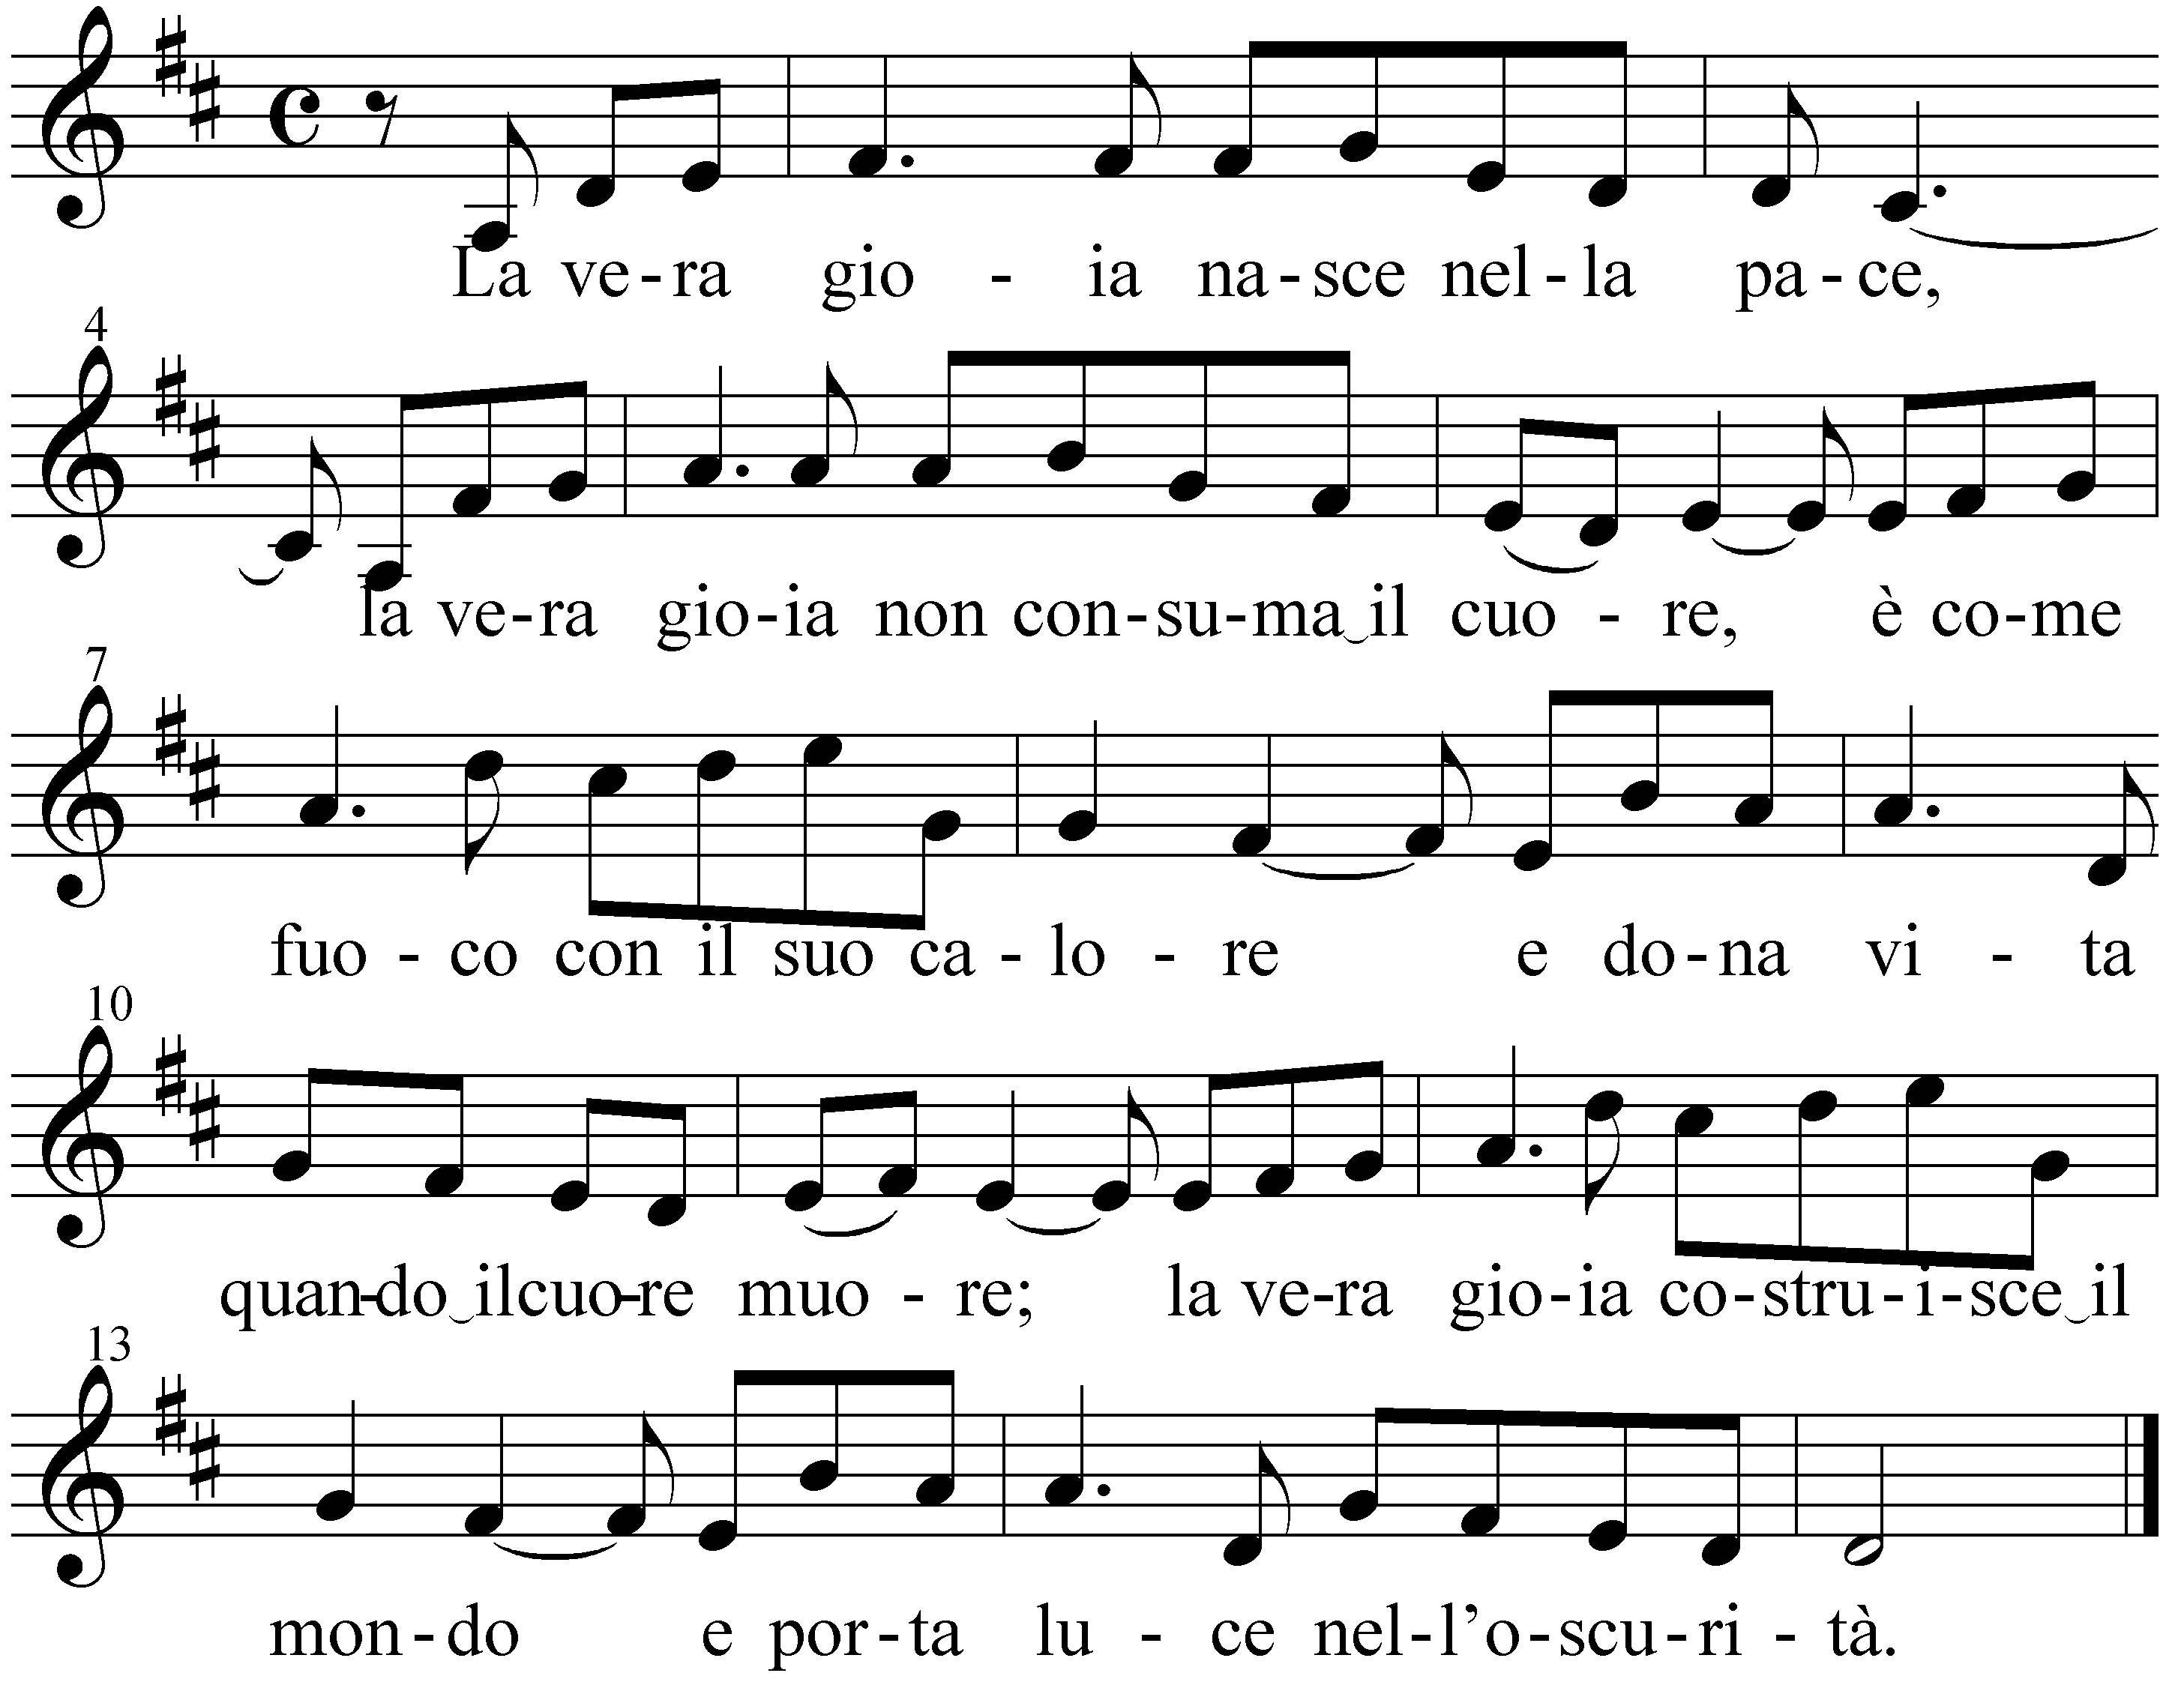 La ve-ra gio - ia na-sce nel-la pa-ce,
4
la ve-ra gio-ia non con-su-ma‿il cuo - re, è co-me
7
fuo - co con il suo ca - lo - re e do-na vi - ta
10
quan-do‿ilcuo-re muo - re; la ve-ra gio-ia co-stru-i-sce‿il
13
mon-do e por-ta lu - ce nel-l’o-scu-ri - tà.